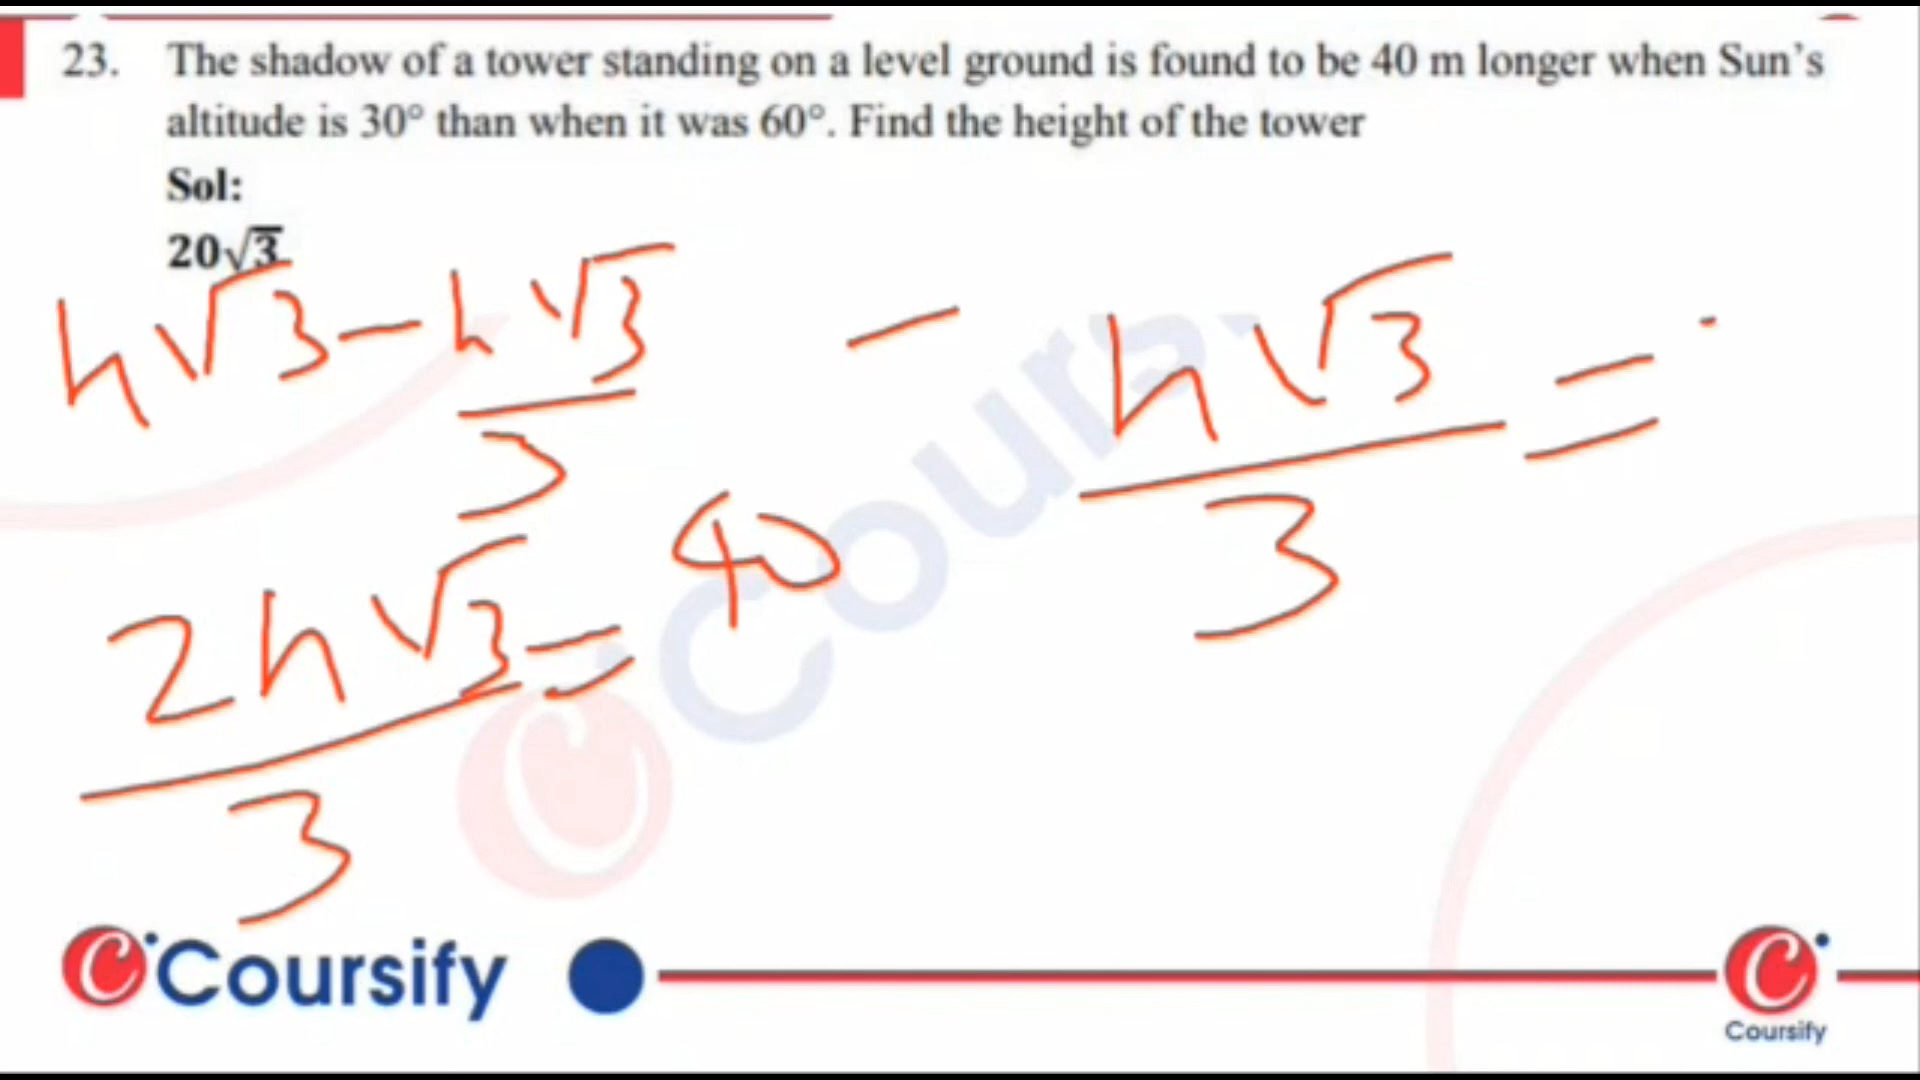 23. The shadow of a tower standing on a level ground is found to be 40 m longer when Sun's
altitude is 30° than when it was 60°. Find the height of the tower
Sol:
20√3
h√3 - h√3/3 - h√3/3 =
2h√3/3 = 40
Cours
C Coursify
C
Coursify